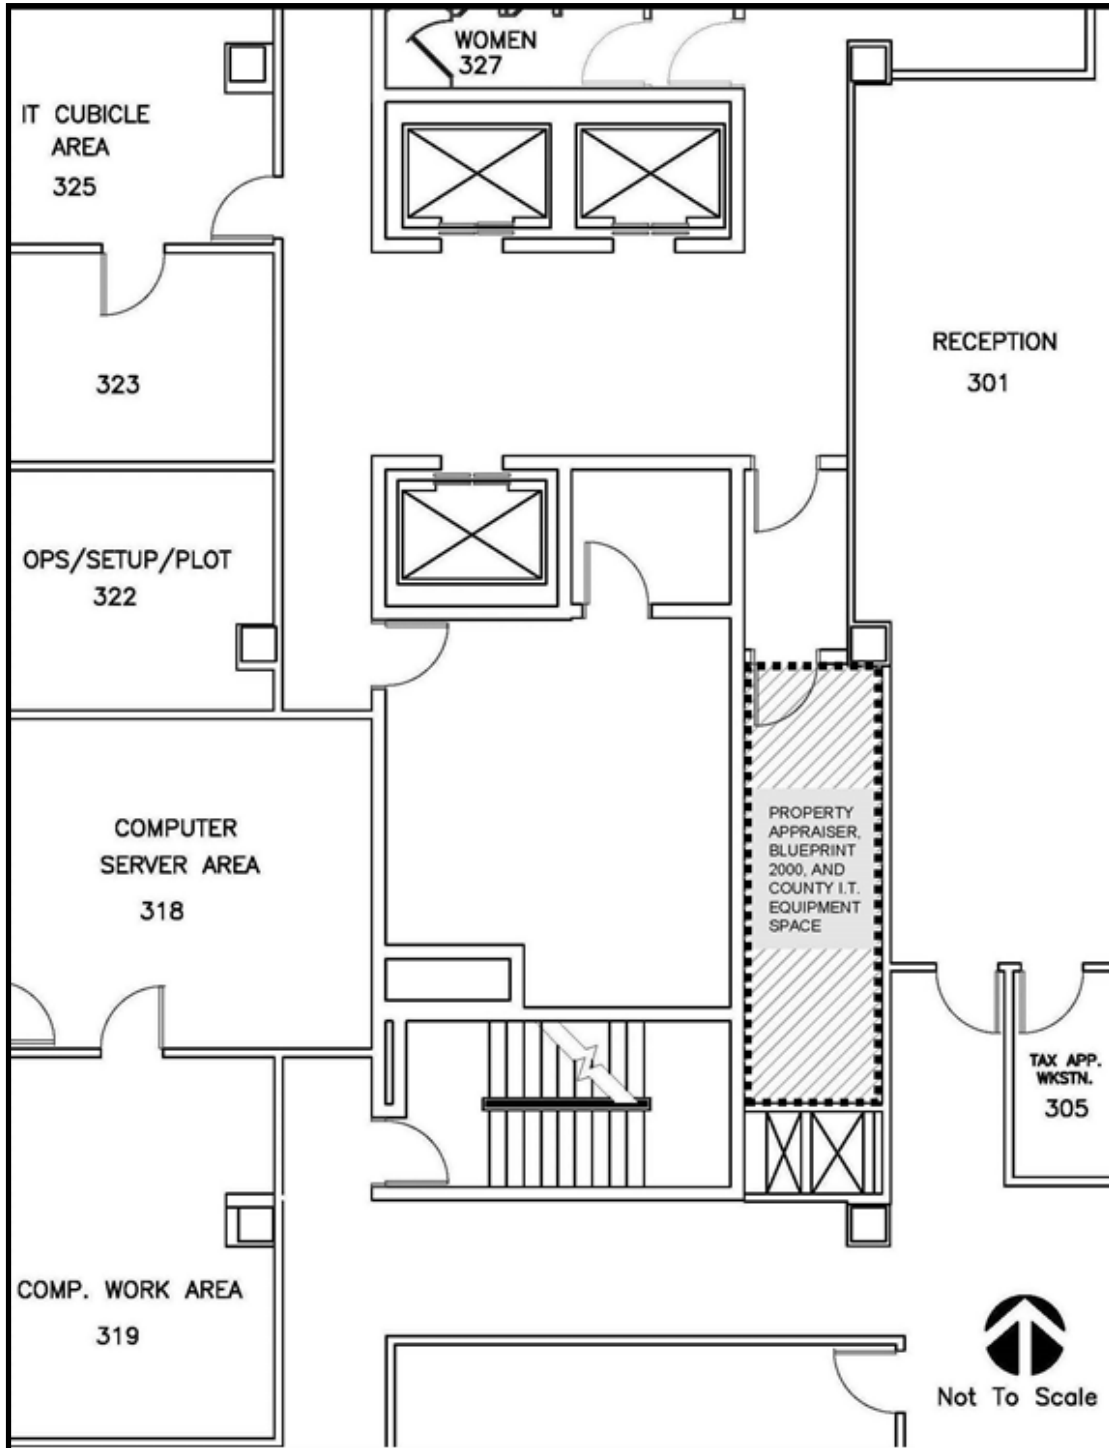 WOMEN
327
IT CUBICLE
AREA
325
RECEPTION
301
323
OPS/SETUP/PLOT
322
COMPUTER
SERVER AREA
318
PROPERTY
APPRAISER,
BLUEPRINT
2000, AND
COUNTY I.T.
EQUIPMENT
SPACE
TAX APP.
WKSTN.
305
COMP. WORK AREA
319
Not To Scale